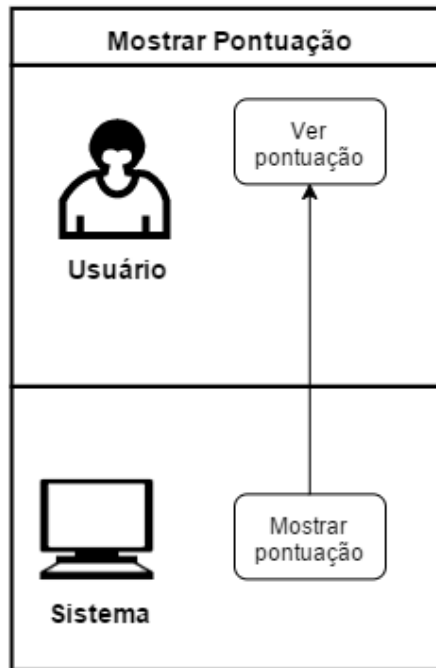 Mostrar Pontuação
Ver
pontuação
Usuário
Mostrar
pontuação
Sistema